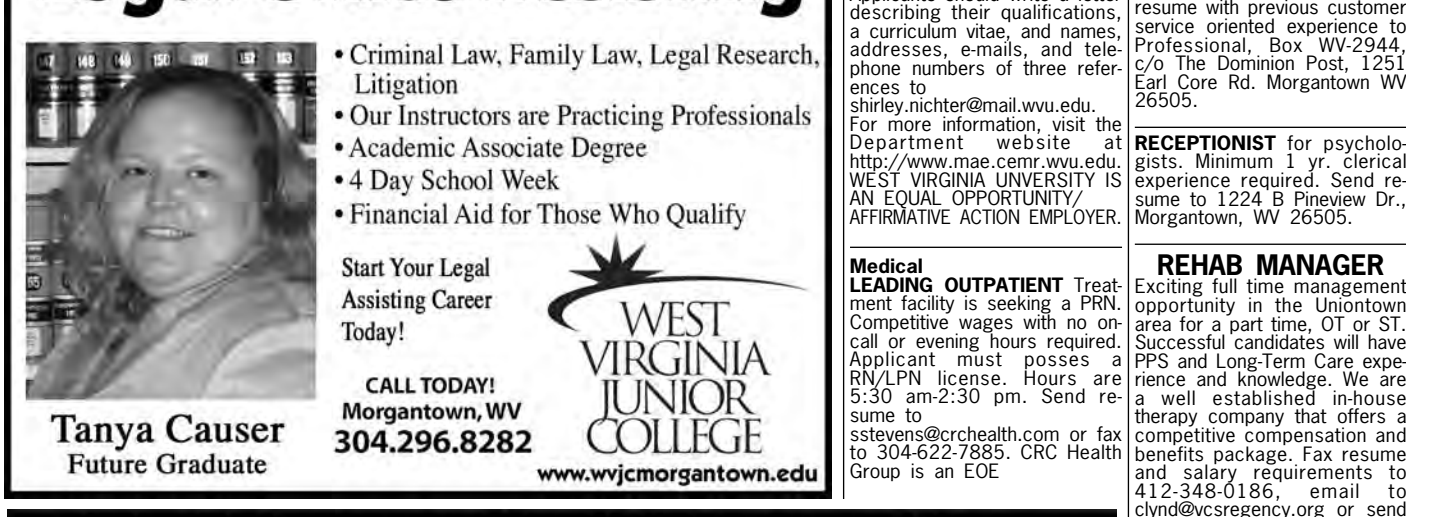 147 148 149 150 151 152 153
• Criminal Law, Family Law, Legal Research,
Litigation
• Our Instructors are Practicing Professionals
• Academic Associate Degree
• 4 Day School Week
• Financial Aid for Those Who Qualify
Start Your Legal
Assisting Career
Today!
CALL TODAY!
Morgantown, WV
304.296.8282
WEST
VIRGINIA
JUNIOR
COLLEGE
www.wvjcmorgantown.edu
Tanya Causer
Future Graduate
describing their qualifications,
a curriculum vitae, and names,
addresses, e-mails, and tele-
phone numbers of three refer-
ences to
shirley.nichter@mail.wvu.edu.
For more information, visit the
Department website at
http://www.mae.cemr.wvu.edu.
WEST VIRGINIA UNVERSITY IS
AN EQUAL OPPORTUNITY/
AFFIRMATIVE ACTION EMPLOYER.
Medical
LEADING OUTPATIENT Treat-
ment facility is seeking a PRN.
Competitive wages with no on-
call or evening hours required.
Applicant must posses a
RN/LPN license. Hours are
5:30 am-2:30 pm. Send re-
sume to
sstevens@crchealth.com or fax
to 304-622-7885. CRC Health
Group is an EOE
resume with previous customer
service oriented experience to
Professional, Box WV-2944,
c/o The Dominion Post, 1251
Earl Core Rd. Morgantown WV
26505.
RECEPTIONIST for psycholo-
gists. Minimum 1 yr. clerical
experience required. Send re-
sume to 1224 B Pineview Dr.,
Morgantown, WV 26505.
REHAB MANAGER
Exciting full time management
opportunity in the Uniontown
area for a part time, OT or ST.
Successful candidates will have
PPS and Long-Term Care expe-
rience and knowledge. We are
a well established in-house
therapy company that offers a
competitive compensation and
benefits package. Fax resume
and salary requirements to
412-348-0186, email to
clynd@vcsregency.org or send